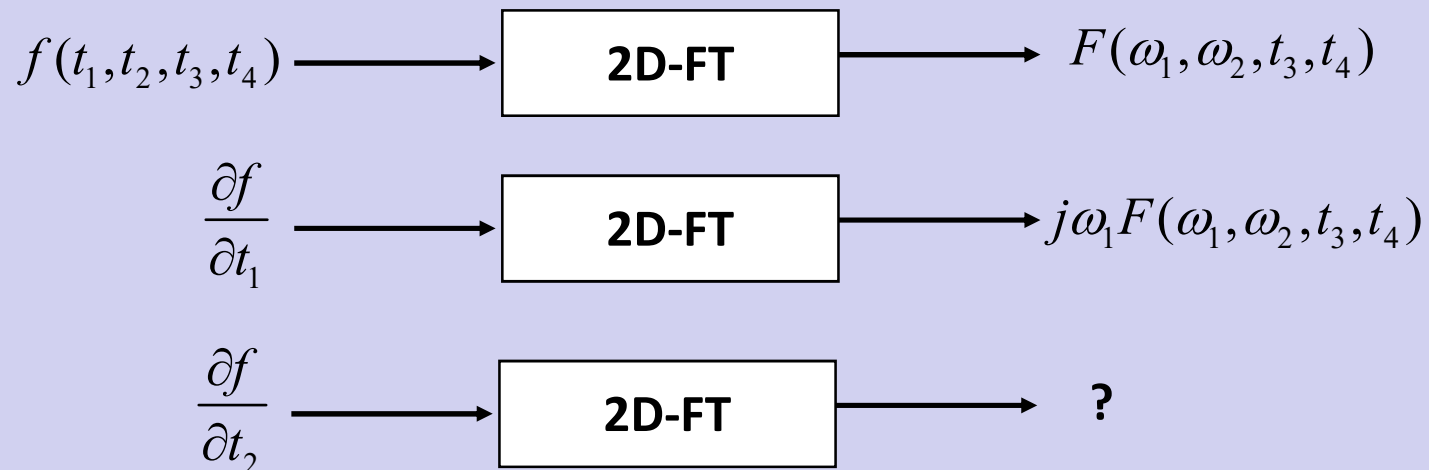 f(t₁,t₂,t₃,t₄) 2D-FT F(ω₁,ω₂,t₃,t₄)
∂f/∂t₁ 2D-FT jω₁F(ω₁,ω₂,t₃,t₄)
∂f/∂t₂ 2D-FT ?